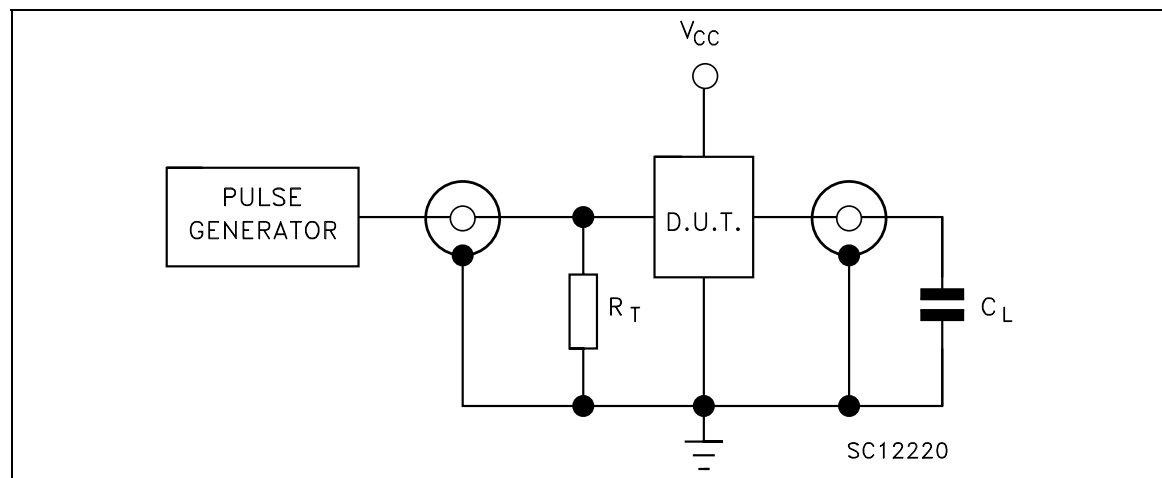 VCC
PULSE
GENERATOR
D.U.T.
RT
CL
SC12220